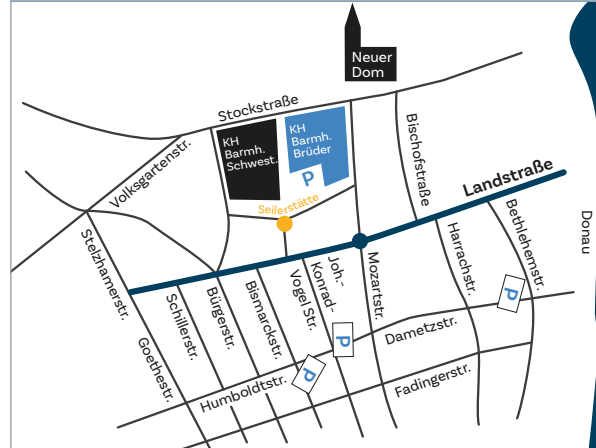 Neuer
Dom
Stockstraße
KH
Barmh.
Schwest.
KH
Barmh.
Brüder
P
Volksgartenstr.
Seilerstätte
Bischofstraße
Landstraße
Stelzhamerstr.
Goethestr.
Schillerstr.
Bürgerstr.
Bismarckstr.
Joh.-
Konrad-
Vogel Str.
Mozartstr.
Harrachstr.
Bethlehemstr.
Donau
P
P
P
Dametzstr.
Humboldtstr.
Fadingerstr.